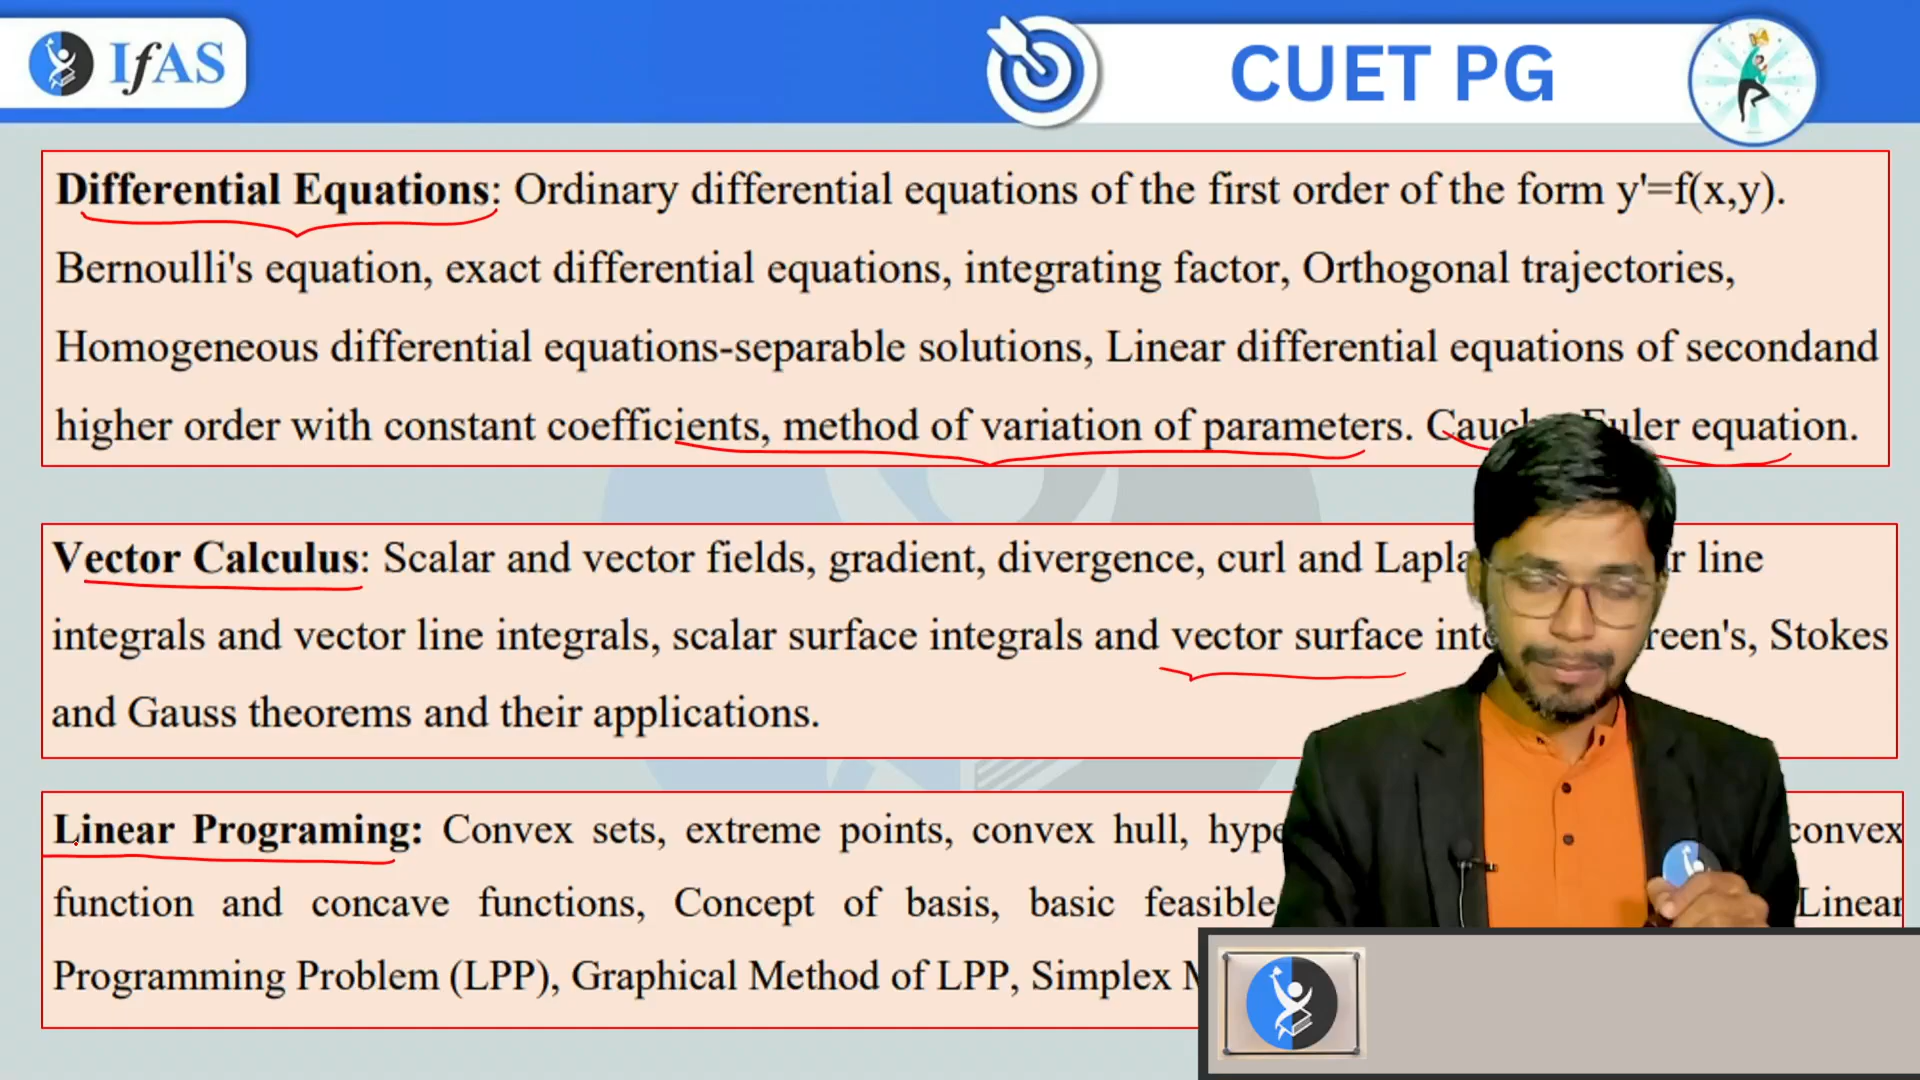 IfAS
CUET PG
Differential Equations: Ordinary differential equations of the first order of the form y'=f(x,y).
Bernoulli's equation, exact differential equations, integrating factor, Orthogonal trajectories,
Homogeneous differential equations-separable solutions, Linear differential equations of secondand
higher order with constant coefficients, method of variation of parameters. equation.
Vector Calculus: Scalar and vector fields, gradient, divergence, curl and line
integrals and vector line integrals, scalar surface integrals and vector surface Stokes
and Gauss theorems and their applications.
Linear Programing: Convex sets, extreme points, convex hull, convex
function and concave functions, Concept of basis, basic feasible Linear
Programming Problem (LPP), Graphical Method of LPP, Simplex